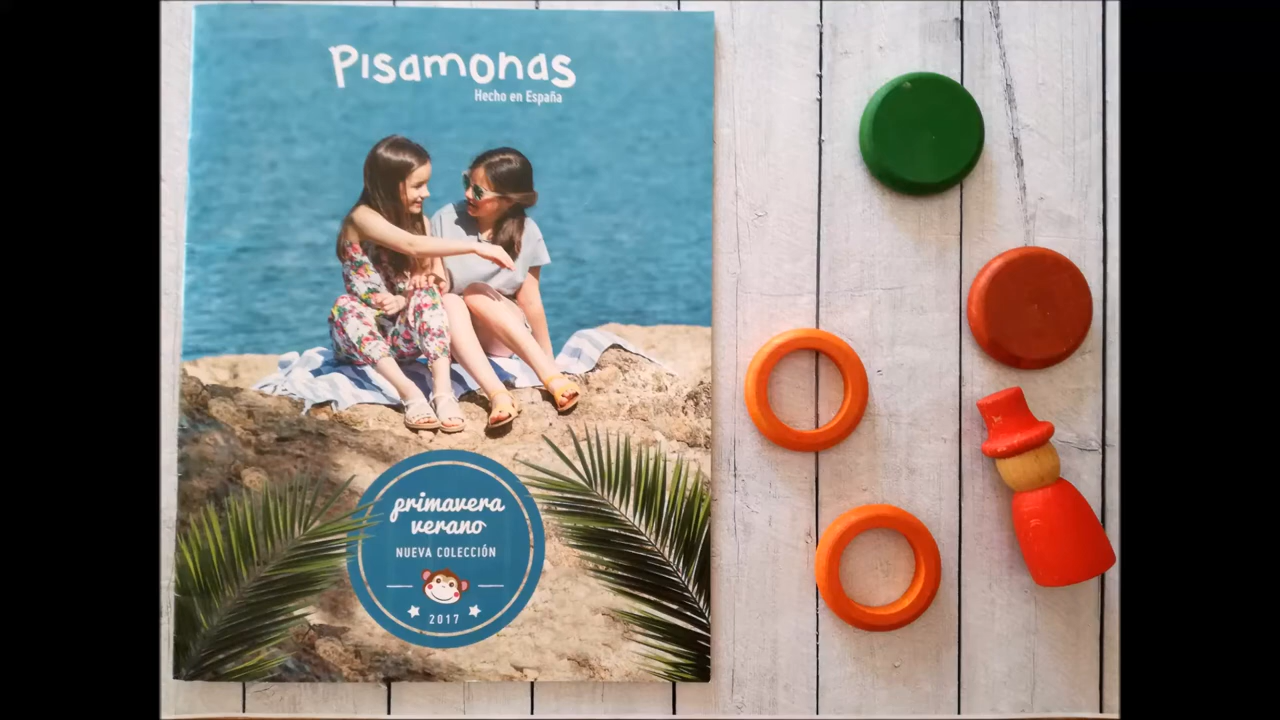 Pisamonas
Hecho en España
primavera
verano
NUEVA COLECCIÓN
2017